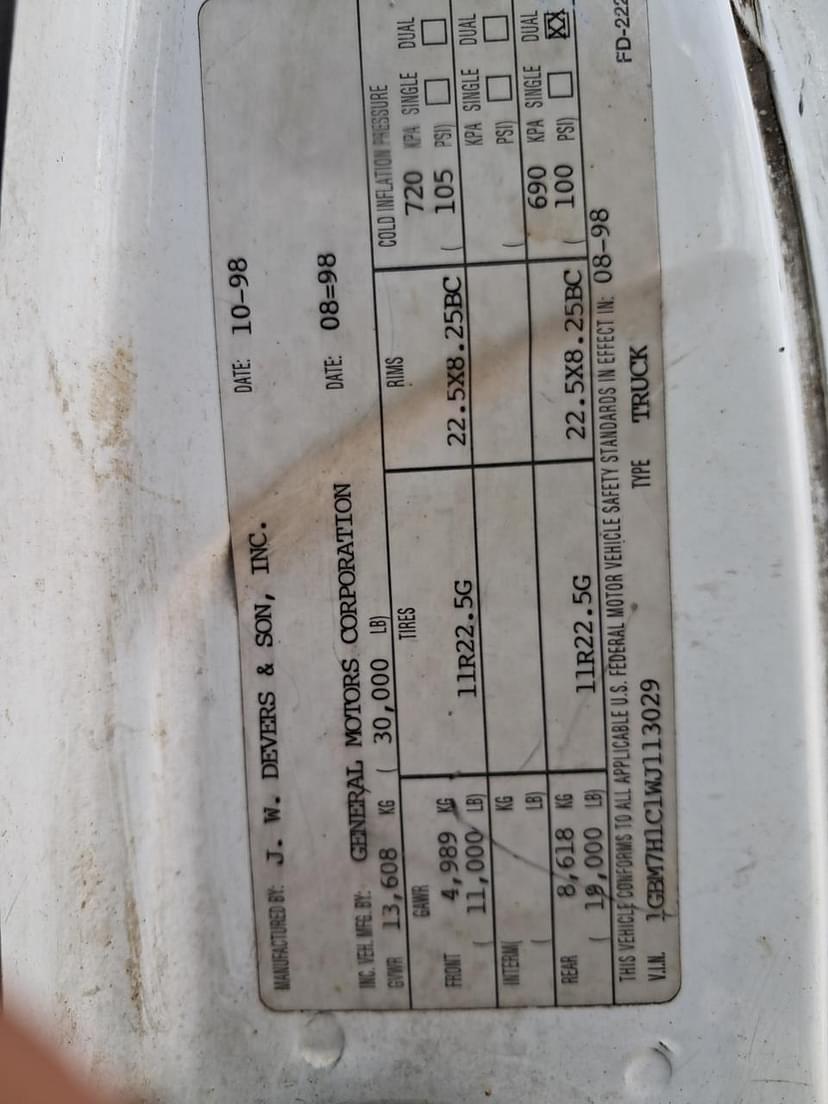 MANUFACTURED BY: J. W. DEVERS & SON, INC. DATE: 10-98
INC. VEH. MFG. BY: GENERAL MOTORS CORPORATION DATE: 08=98
GVWR 13,608 KG ( 30,000 LB)
GAWR TIRES RIMS COLD INFLATION PRESSURE
FRONT 4,989 KG 720 KPA SINGLE DUAL
( 11,000 LB) 11R22.5G 22.5X8.25BC ( 105 PSI)
INTERM( KG KPA SINGLE DUAL
( LB) ( PSI)
REAR 8,618 KG 690 KPA SINGLE DUAL
( 19,000 LB) 11R22.5G 22.5X8.25BC ( 100 PSI) XX
THIS VEHICLE CONFORMS TO ALL APPLICABLE U.S. FEDERAL MOTOR VEHICLE SAFETY STANDARDS IN EFFECT IN: 08-98
V.I.N. 1GBM7H1C1WJ113029 TYPE TRUCK FD-222